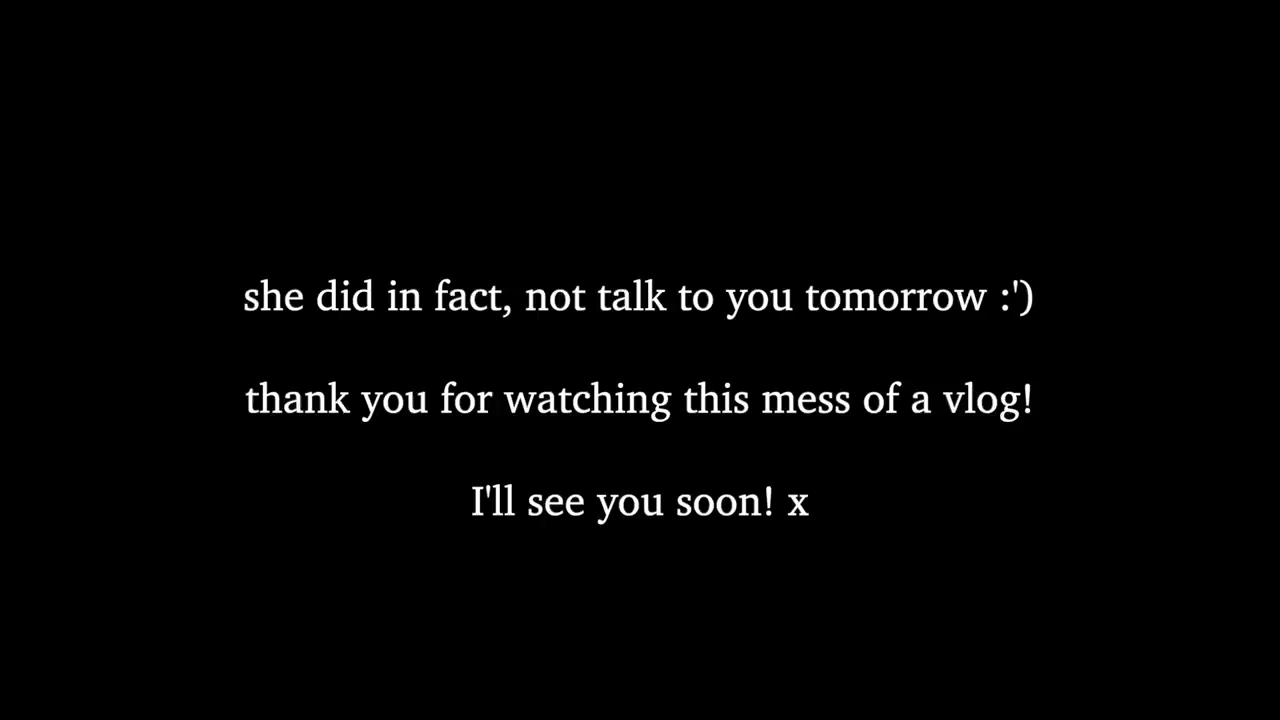 she did in fact, not talk to you tomorrow :')
thank you for watching this mess of a vlog!
I'll see you soon! x